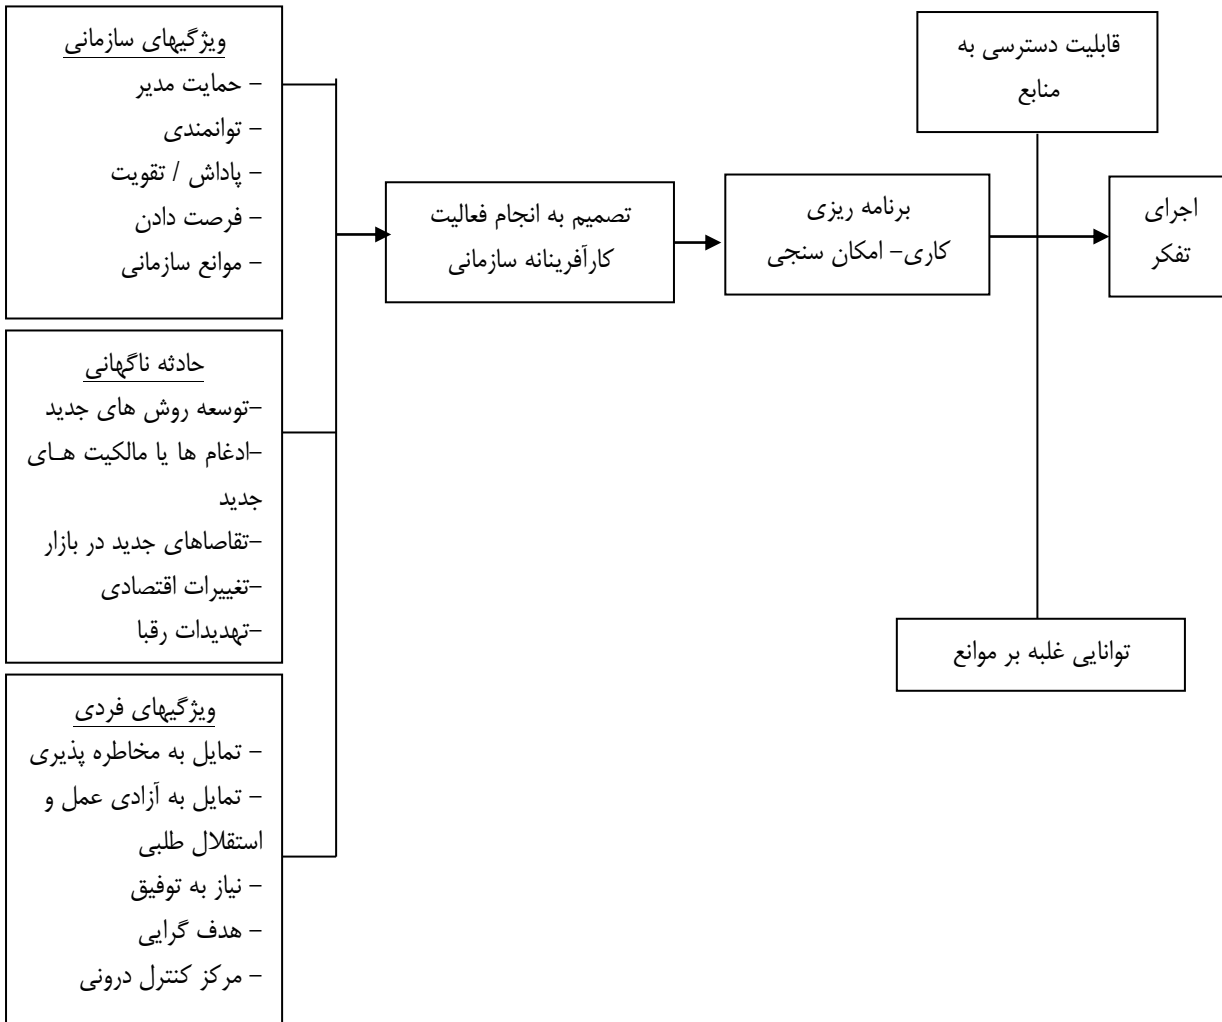 ویژگیهای سازمانی
– حمایت مدیر
– توانمندی
– پاداش / تقویت
– فرصت دادن
– موانع سازمانی
حادثه ناگهانی
–توسعه روش های جدید
–ادغام ها یا مالکیت هـای
جدید
–تقاصاهای جدید در بازار
–تغییرات اقتصادی
–تهدیدات رقبا
ویژگیهای فردی
– تمایل به مخاطره پذیری
– تمایل به آزادی عمل و
استقلال طلبی
– نیاز به توفیق
– هدف گرایی
– مرکز کنترل درونی
تصمیم به انجام فعالیت
کارآفرینانه سازمانی
برنامه ریزی
کاری– امکان سنجی
قابلیت دسترسی به
منابع
توانایی غلبه بر موانع
اجرای
تفکر